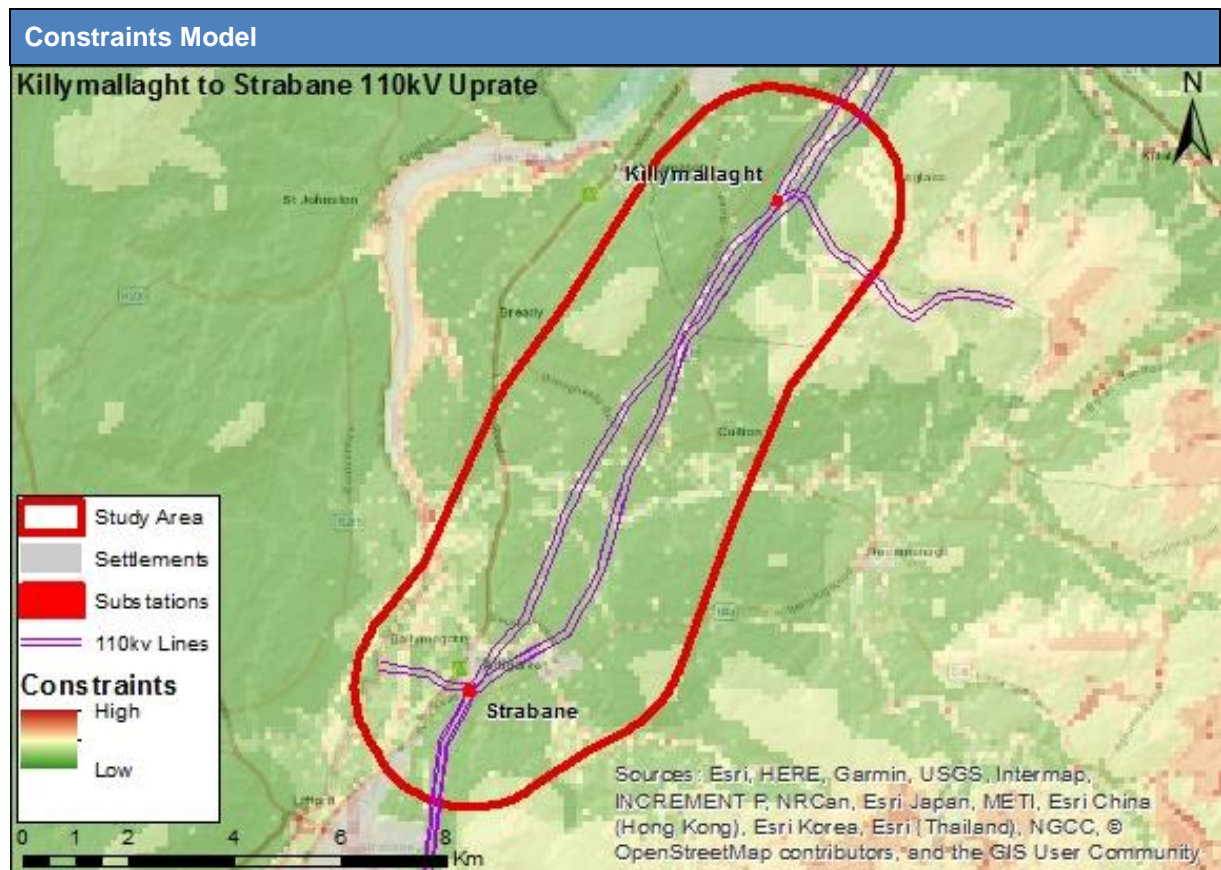 Constraints Model
Killymallaght to Strabane 110kV Uprate
N
Killymallaght
St Johnston
Bready
Cullion
Strabane
Study Area
Settlements
Substations
110kv Lines
Constraints
High
Low
Lifford
0 1 2 4 6 8
Km
Sources: Esri, HERE, Garmin, USGS, Intermap,
INCREMENT P, NRCan, Esri Japan, METI, Esri China
(Hong Kong), Esri Korea, Esri (Thailand), NGCC, ©
OpenStreetMap contributors, and the GIS User Community